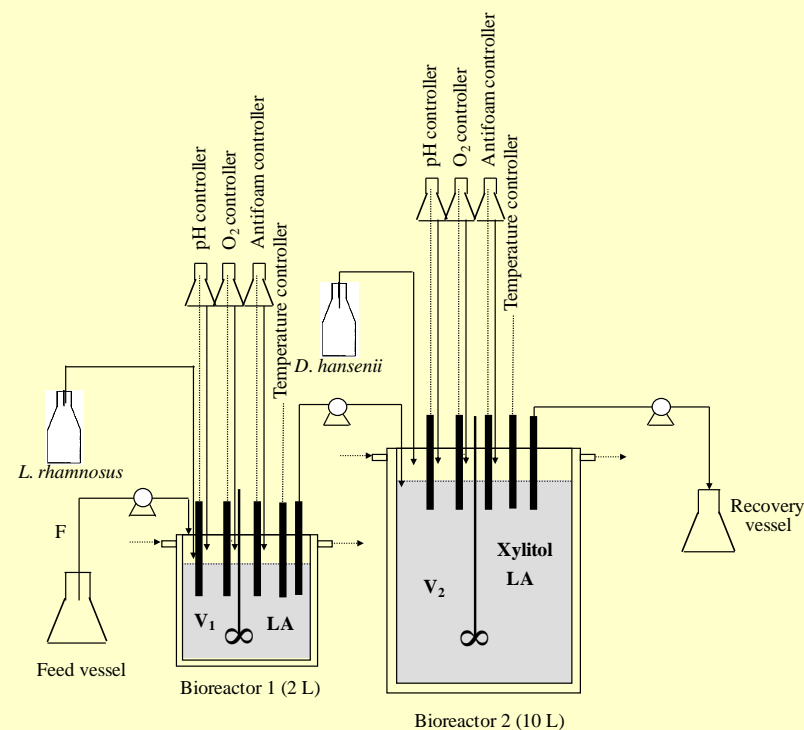 pH controller
O₂ controller
Antifoam controller
Temperature controller
pH controller
O₂ controller
Antifoam controller
Temperature controller
D. hansenii
L. rhamnosus
F
Feed vessel
V₁
LA
Bioreactor 1 (2 L)
Xylitol
LA
V₂
Bioreactor 2 (10 L)
Recovery
vessel